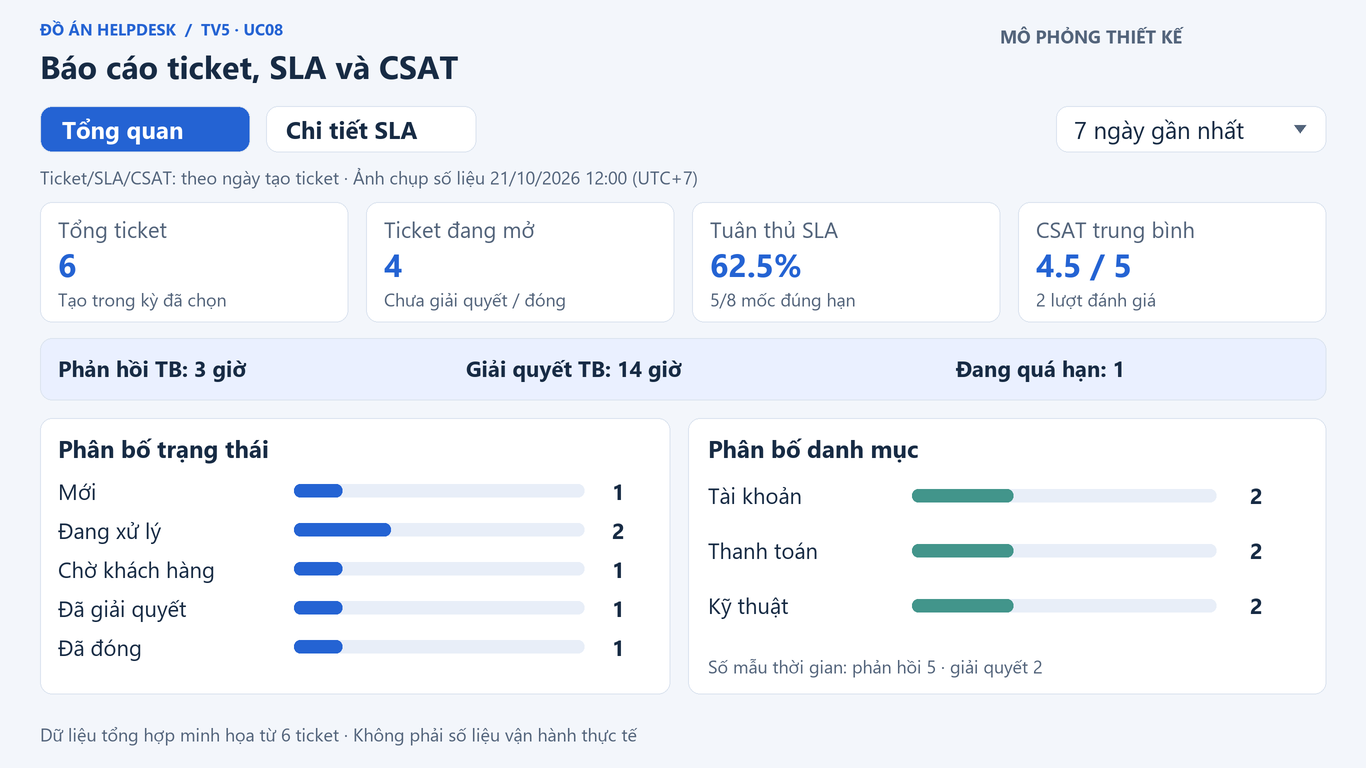 ĐỒ ÁN HELPDESK / TV5 · UC08
MÔ PHỎNG THIẾT KẾ
Báo cáo ticket, SLA và CSAT
Tổng quan
Chi tiết SLA
7 ngày gần nhất
Ticket/SLA/CSAT: theo ngày tạo ticket · Ảnh chụp số liệu 21/10/2026 12:00 (UTC+7)
Tổng ticket
6
Tạo trong kỳ đã chọn
Ticket đang mở
4
Chưa giải quyết / đóng
Tuân thủ SLA
62.5%
5/8 mốc đúng hạn
CSAT trung bình
4.5 / 5
2 lượt đánh giá
Phản hồi TB: 3 giờ
Giải quyết TB: 14 giờ
Đang quá hạn: 1
Phân bố trạng thái
Mới 1
Đang xử lý 2
Chờ khách hàng 1
Đã giải quyết 1
Đã đóng 1
Phân bố danh mục
Tài khoản 2
Thanh toán 2
Kỹ thuật 2
Số mẫu thời gian: phản hồi 5 · giải quyết 2
Dữ liệu tổng hợp minh họa từ 6 ticket · Không phải số liệu vận hành thực tế